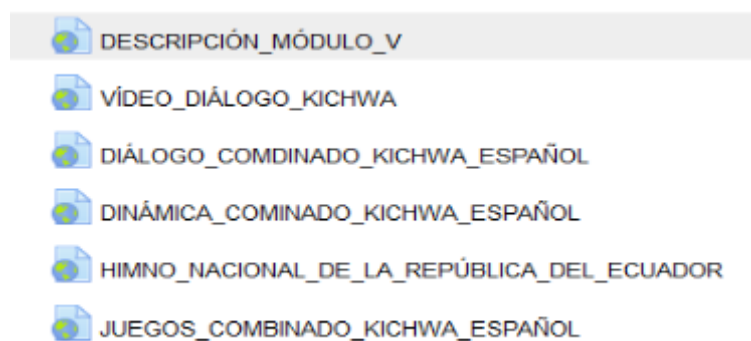 DESCRIPCIÓN_MÓDULO_V
VÍDEO_DIÁLOGO_KICHWA
DIÁLOGO_COMDINADO_KICHWA_ESPAÑOL
DINÁMICA_COMINADO_KICHWA_ESPAÑOL
HIMNO_NACIONAL_DE_LA_REPÚBLICA_DEL_ECUADOR
JUEGOS_COMBINADO_KICHWA_ESPAÑOL